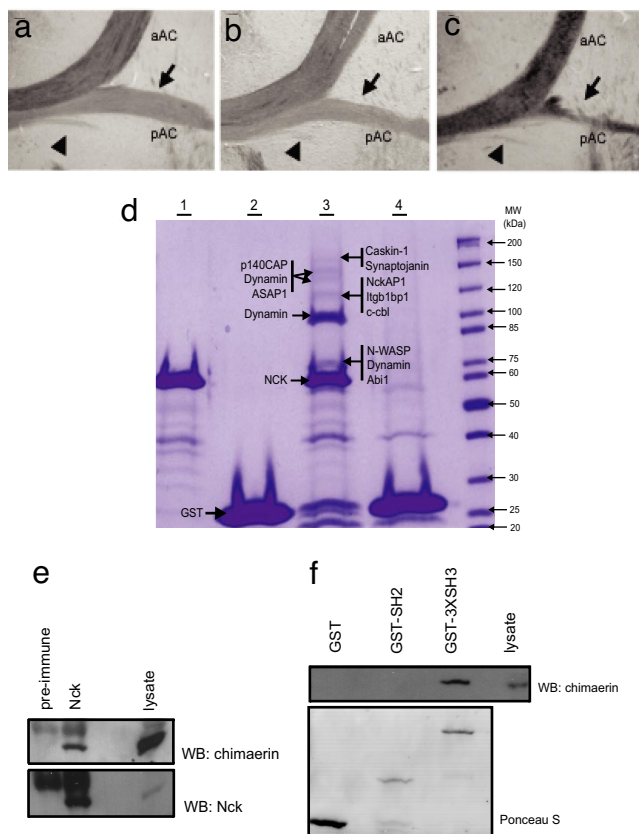 a
b
c
aAC
aAC
aAC
pAC
pAC
pAC
d
1 2 3 4
MW
(kDa)
200
150
120
100
85
75
60
50
40
30
25
20
p140CAP
Dynamin
ASAP1
Dynamin
NCK
GST
Caskin-1
Synaptojanin
NckAP1
Itgb1bp1
c-cbl
N-WASP
Dynamin
Abi1
e
pre-immune
Nck
lysate
WB: chimaerin
WB: Nck
f
GST
GST-SH2
GST-3XSH3
lysate
WB: chimaerin
Ponceau S